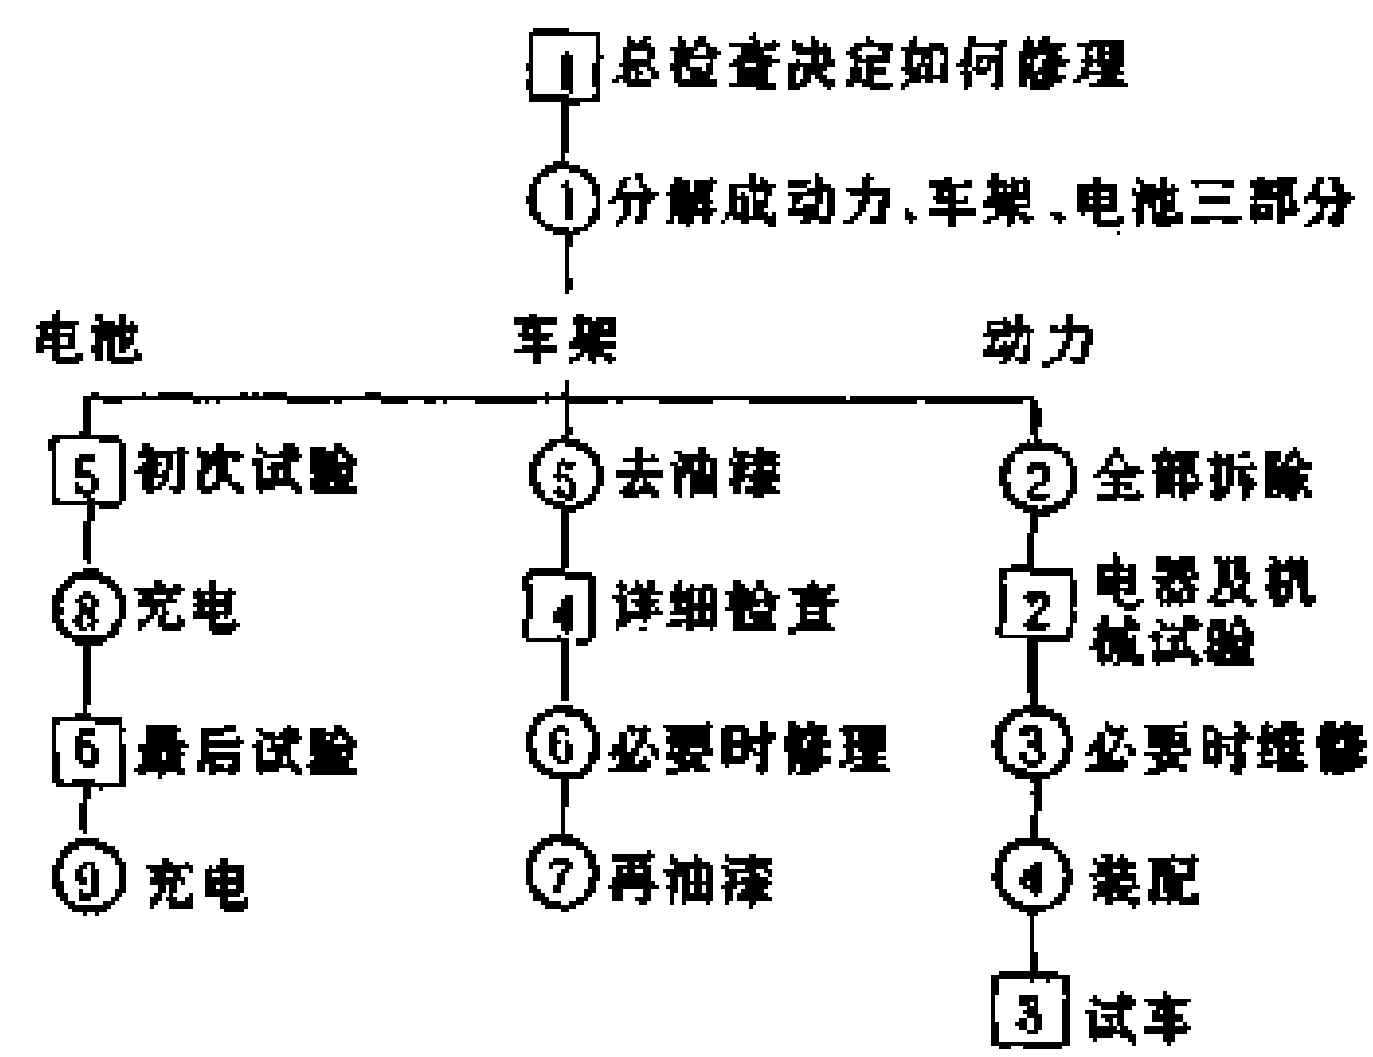 1 总检查决定如何修理
1 分解成动力、车架、电池三部分
电池 车架 动力
5 初次试验
8 充电
6 最后试验
9 充电
5 去油漆
4 详细检查
6 必要时修理
7 再油漆
2 全部拆除
2 电器及机
械试验
3 必要时维修
4 装配
3 试车